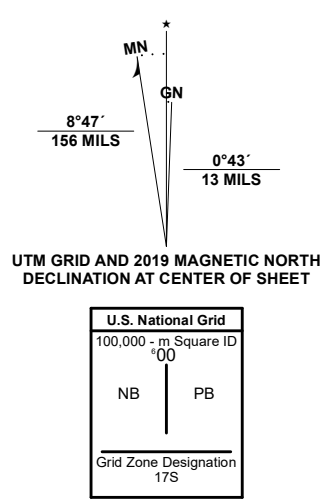 ★
MN
GN
8°47´
156 MILS
0°43´
13 MILS
UTM GRID AND 2019 MAGNETIC NORTH
DECLINATION AT CENTER OF SHEET
U.S. National Grid
100,000 - m Square ID
⁶00
NB PB
Grid Zone Designation
17S